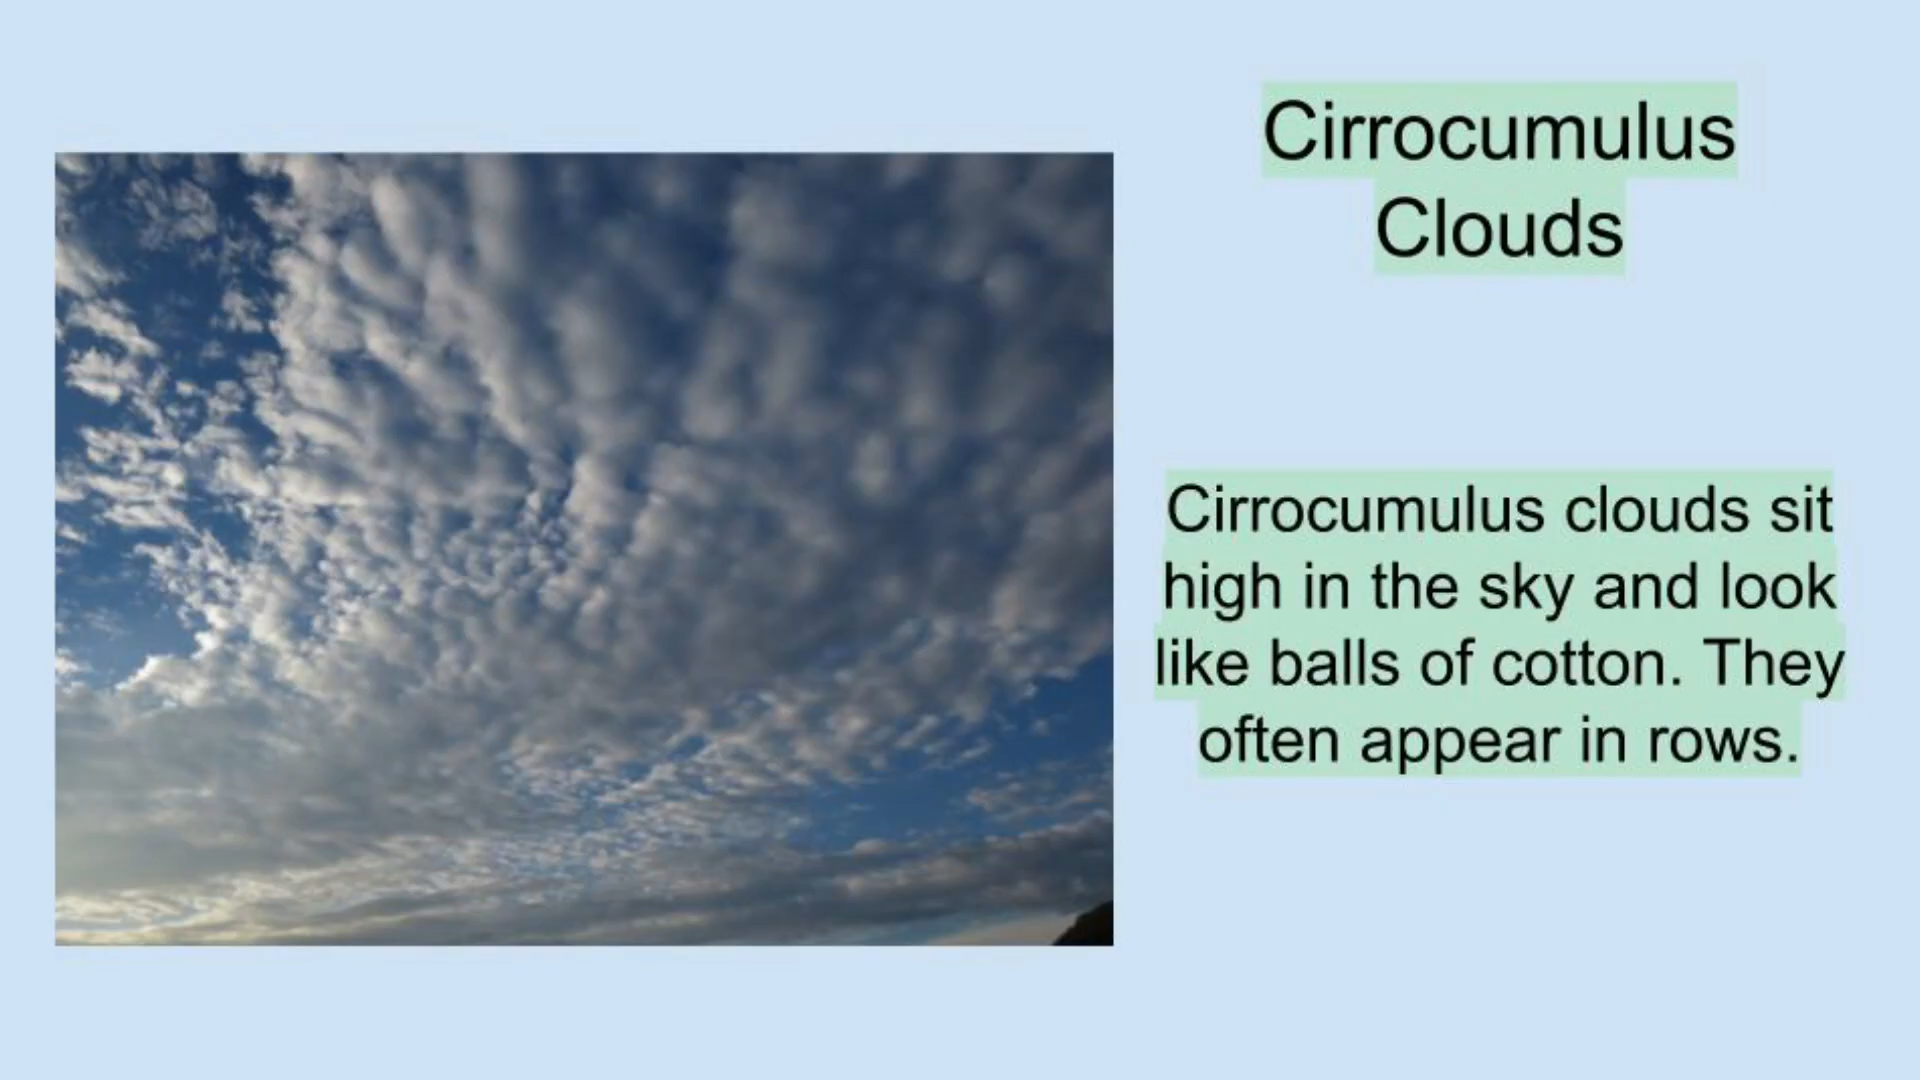 Cirrocumulus
Clouds
Cirrocumulus clouds sit
high in the sky and look
like balls of cotton. They
often appear in rows.